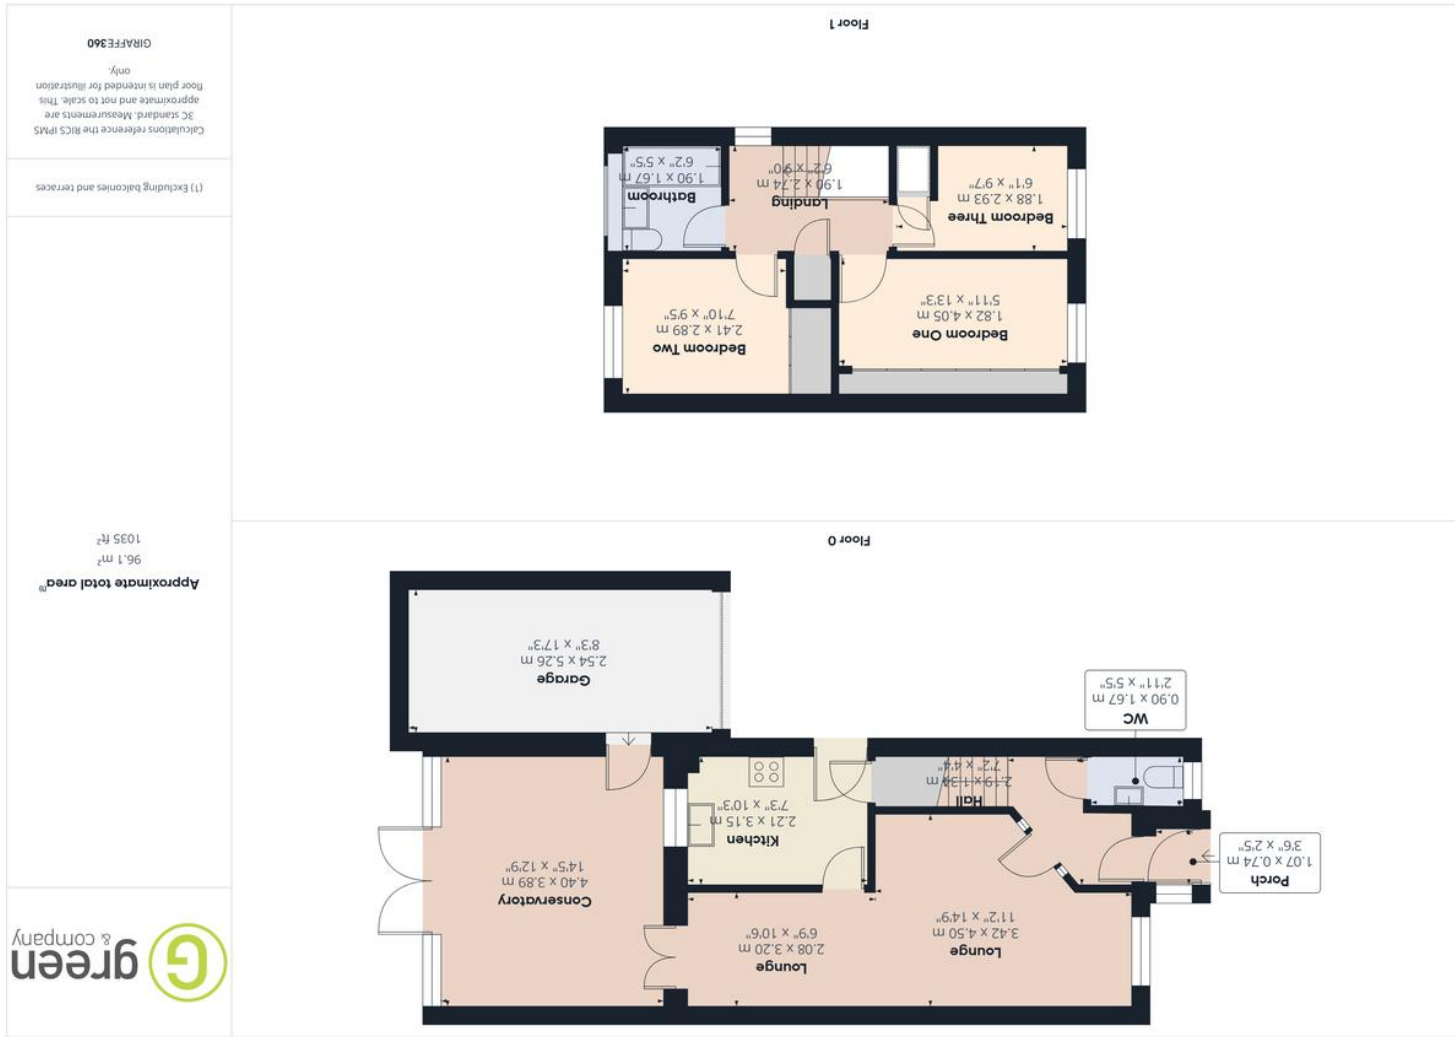 green
& company
Approximate total area⁽¹⁾
96.1 m²
1035 ft²
(1) Excluding balconies and terraces
Calculations reference the RICS IPMS
3C standard. Measurements are
approximate and not to scale. This
floor plan is intended for illustration
only.
GIRAFFE360
Porch
1.07 x 0.74 m
3'6" x 2'5"
Lounge
3.42 x 4.50 m
11'2" x 14'9"
Lounge
2.08 x 3.20 m
6'9" x 10'6"
Conservatory
4.40 x 3.89 m
14'5" x 12'9"
Hall
2.19 x 1.34 m
7'2" x 4'4"
Kitchen
2.21 x 3.15 m
7'3" x 10'3"
WC
0.90 x 1.67 m
2'11" x 5'5"
Garage
2.54 x 5.26 m
8'3" x 17'3"
Floor 0
Bedroom One
1.82 x 4.05 m
5'11" x 13'3"
Bedroom Two
2.41 x 2.89 m
7'10" x 9'5"
Bedroom Three
1.88 x 2.93 m
6'1" x 9'7"
Landing
1.90 x 2.74 m
6'2" x 9'0"
Bathroom
1.90 x 1.67 m
6'2" x 5'5"
Floor 1